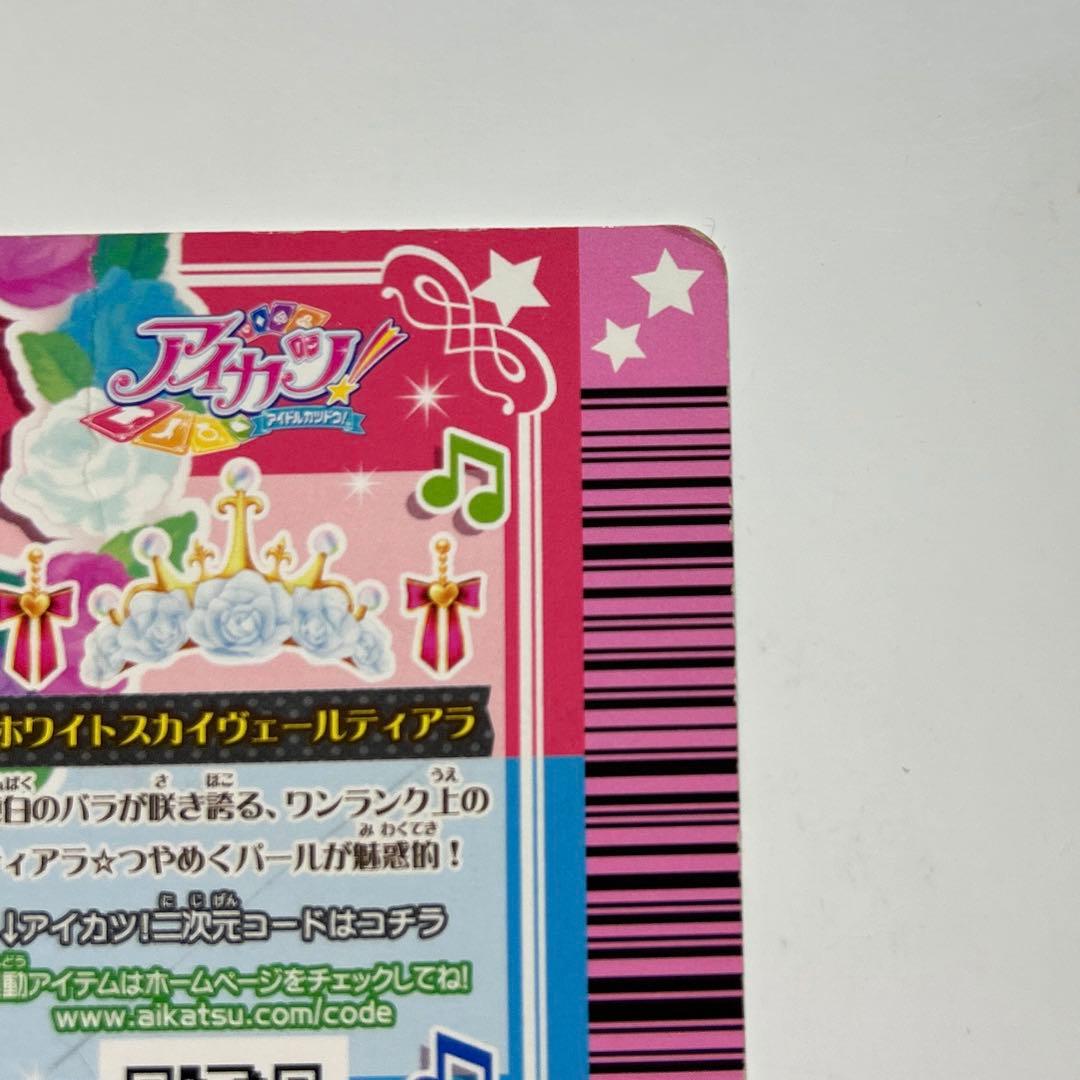 アイカツ!
アイドルカツドウ!
ホワイトスカイヴェールティアラ
白のバラが咲き誇る、ワンランク上の
ティアラ☆つやめくパールが魅惑的!
↓アイカツ!二次元コードはコチラ
動アイテムはホームページをチェックしてね!
www.aikatsu.com/code